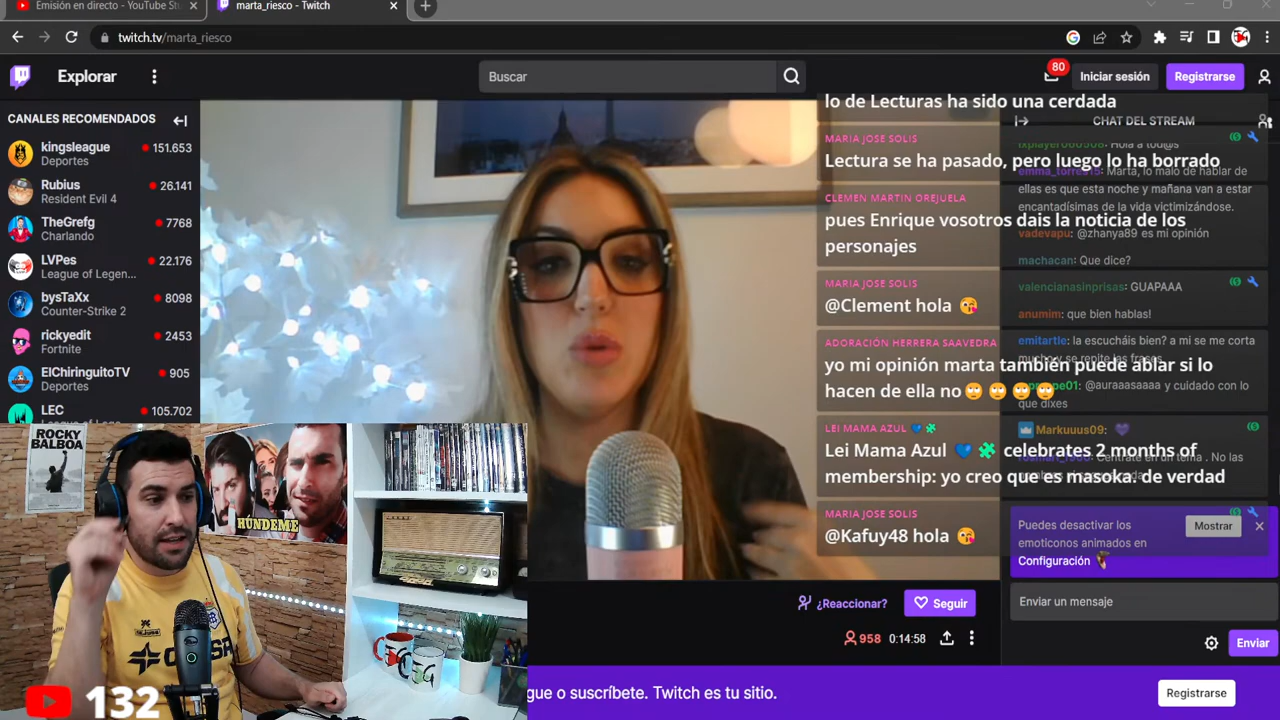 Emisión en directo - YouTube St
marta_riesco - Twitch
twitch.tv/marta_riesco
Explorar
Buscar
80
Iniciar sesión
Registrarse
CANALES RECOMENDADOS
kingsleague
151.653
Deportes
Rubius
26.141
Resident Evil 4
TheGrefg
7768
Charlando
LVPes
22.176
League of Legen...
bysTaXx
8098
Counter-Strike 2
rickyedit
2453
Fortnite
ElChiringuitoTV
905
Deportes
LEC
105.702
lo de Lecturas ha sido una cerdada
MARIA JOSE SOLIS
Lectura se ha pasado, pero luego lo ha borrado
CLEMEN MARTIN OREJUELA
pues Enrique vosotros dais la noticia de los
personajes
MARIA JOSE SOLIS
@Clement hola 😘
ADORACIÓN HERRERA SAAVEDRA
yo mi opinión marta también puede ablar si lo
hacen de ella no🙄 🙄 🙄 🙄
LEI MAMA AZUL 💙🧩
Lei Mama Azul 💙 🧩 celebrates 2 months of
membership: yo creo que es masoka. de verdad
MARIA JOSE SOLIS
@Kafuy48 hola 😘
CHAT DEL STREAM
Hola a tod@s
emma_torres15: Marta, lo malo de hablar de
ellas es que esta noche y mañana van a estar
encantadísimas de la vida victimizándose.
vadevapu: @zhanya89 es mi opinión
machacan: Que dice?
valencianasinprisas: GUAPAAA
anumim: que bien hablas!
emitartle: la escucháis bien? a mi se me corta
mucho y se repite las frases
@auraaasaaaa y cuidado con lo
que dixes
Markuuus09: 💜
Centrate en un tema . No las
Puedes desactivar los
emoticonos animados en
Configuración
Mostrar
Enviar un mensaje
Enviar
¿Reaccionar?
Seguir
958
0:14:58
gue o suscríbete. Twitch es tu sitio.
Registrarse
ROCKY
BALBOA
HÚNDEME
132